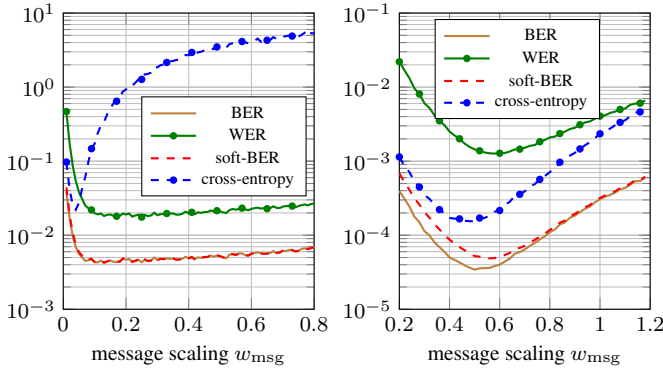 10^1
10^0
10^−1
10^−2
10^−3
0 0.2 0.4 0.6 0.8
message scaling w_msg
BER
WER
soft-BER
cross-entropy
10^−1
10^−2
10^−3
10^−4
10^−5
0.2 0.4 0.6 0.8 1 1.2
message scaling w_msg
BER
WER
soft-BER
cross-entropy